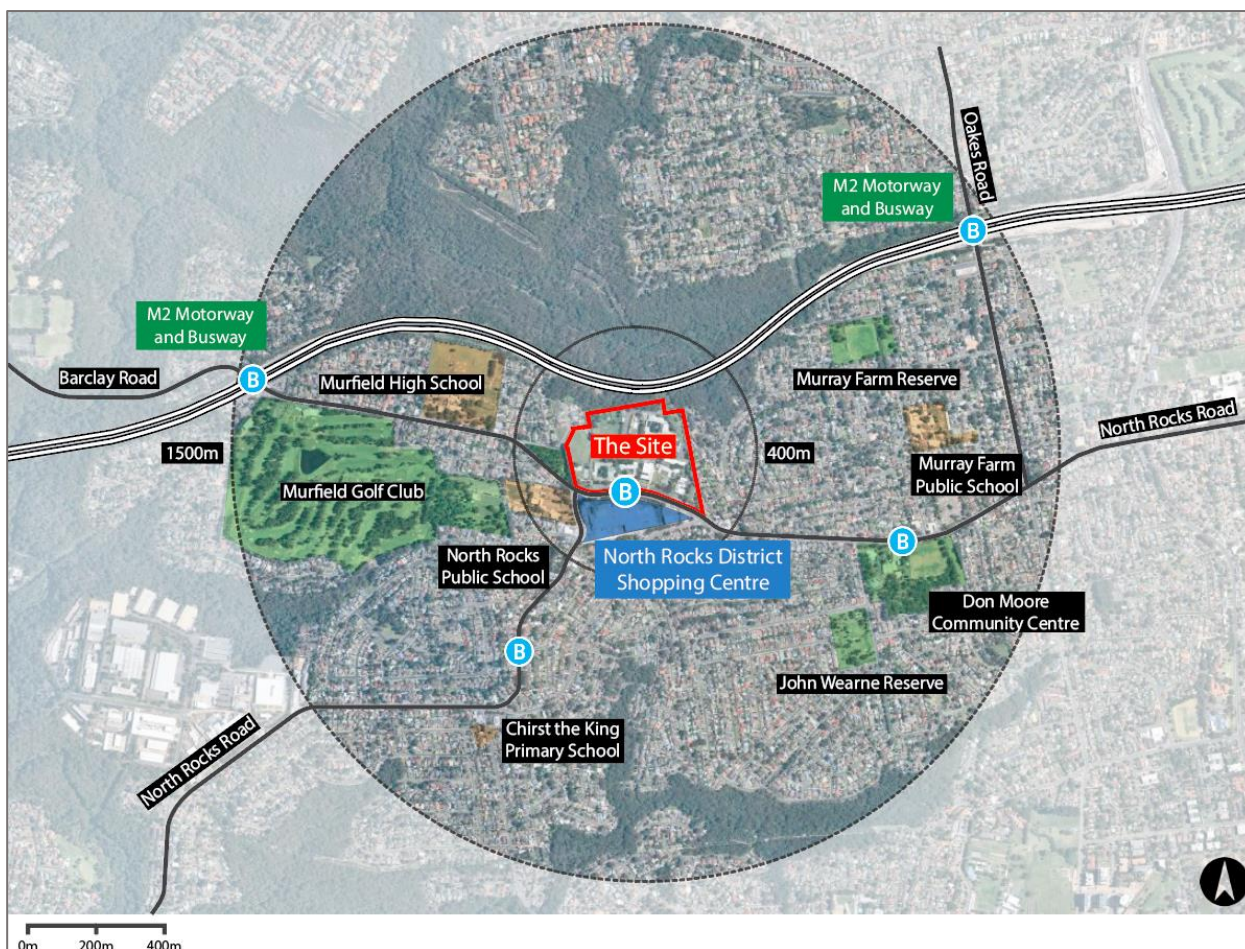 Oakes Road
M2 Motorway
and Busway
B
M2 Motorway
and Busway
B
Barclay Road
Murfield High School
Murray Farm Reserve
North Rocks Road
1500m
The Site
400m
Murfield Golf Club
B
Murray Farm
Public School
North Rocks
Public School
North Rocks District
Shopping Centre
B
Don Moore
Community Centre
B
John Wearne Reserve
Chirst the King
Primary School
North Rocks Road
0m
200m
400m